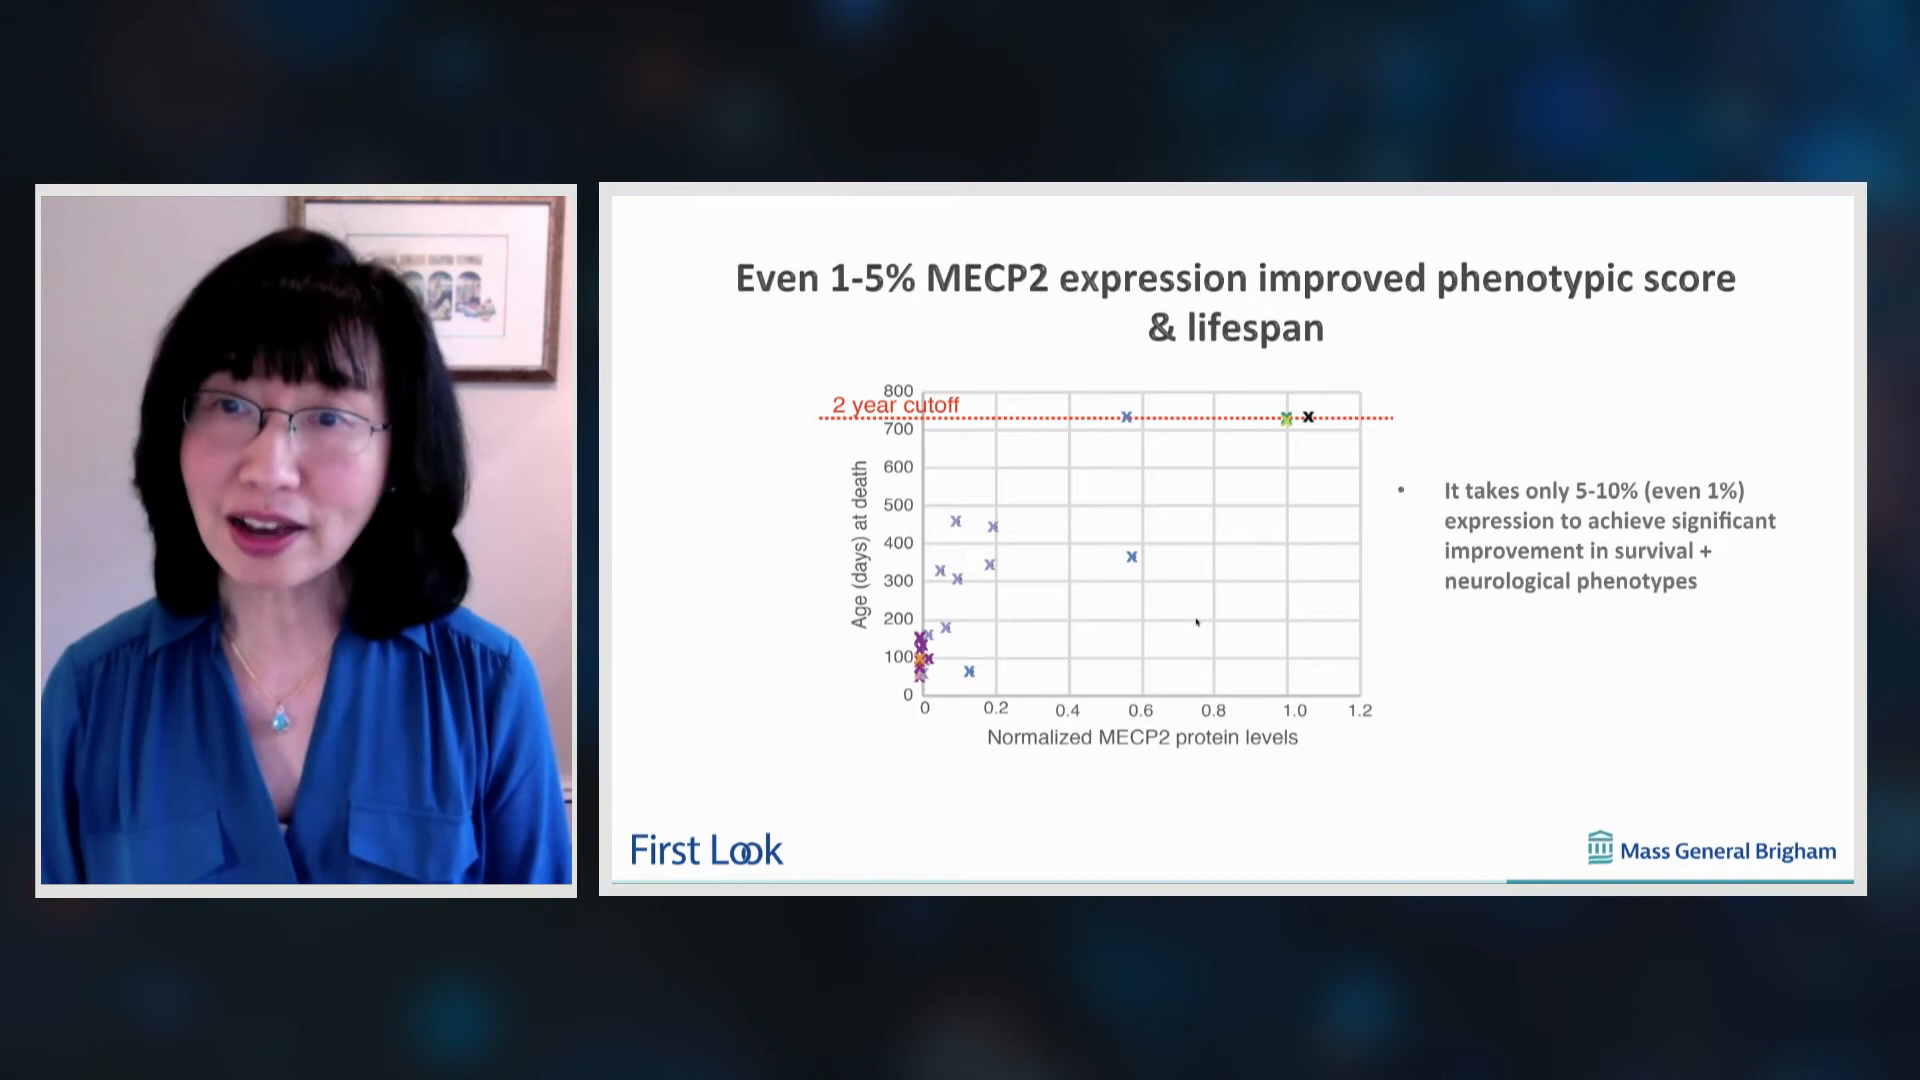 Even 1-5% MECP2 expression improved phenotypic score
& lifespan
2 year cutoff
800
700
600
500
400
300
200
100
0
Age (days) at death
0 0.2 0.4 0.6 0.8 1.0 1.2
Normalized MECP2 protein levels
• It takes only 5-10% (even 1%)
expression to achieve significant
improvement in survival +
neurological phenotypes
First Look
Mass General Brigham